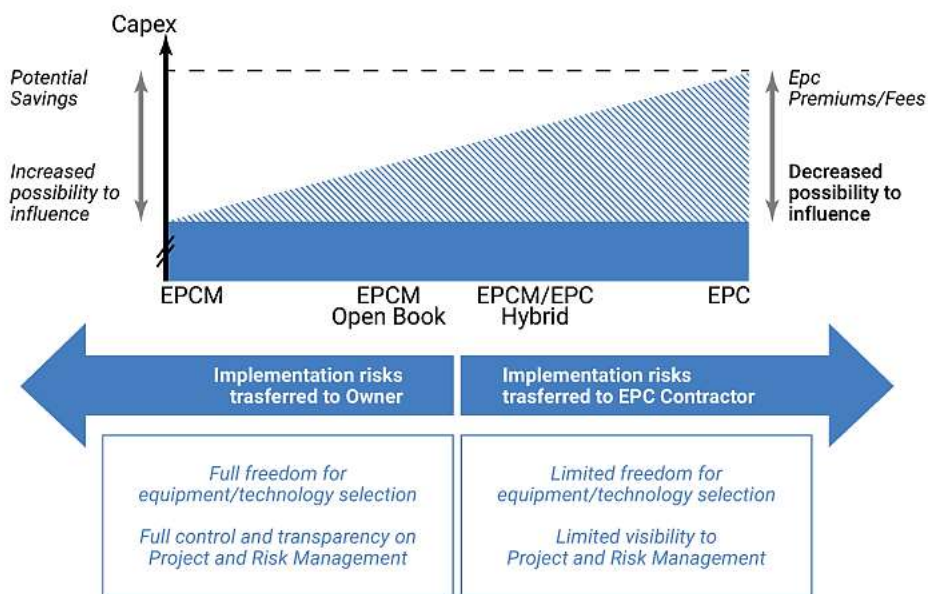 Capex
Potential
Savings
Increased
possibility to
influence
Epc
Premiums/Fees
Decreased
possibility to
influence
EPCM
EPCM
Open Book
EPCM/EPC
Hybrid
EPC
Implementation risks
trasferred to Owner
Implementation risks
trasferred to EPC Contractor
Full freedom for
equipment/technology selection
Full control and transparency on
Project and Risk Management
Limited freedom for
equipment/technology selection
Limited visibility to
Project and Risk Management